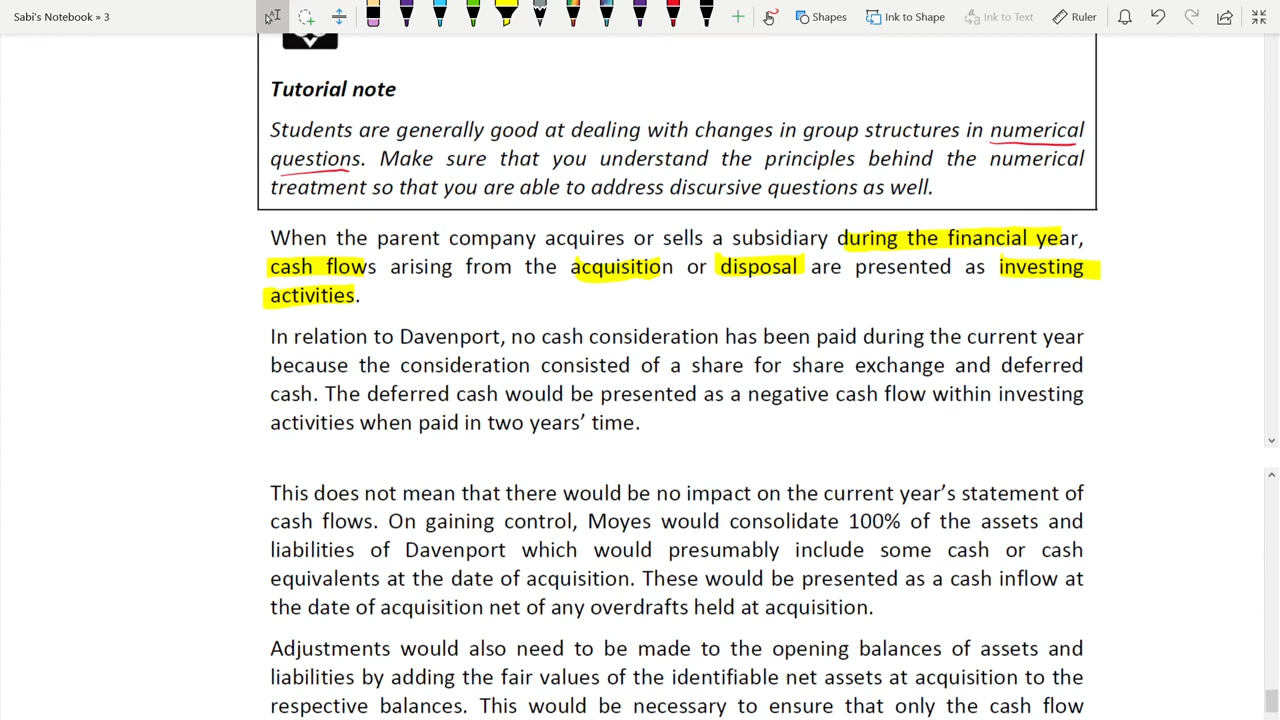 Sabi's Notebook » 3
Shapes
Ink to Shape
Ink to Text
Ruler
Tutorial note
Students are generally good at dealing with changes in group structures in numerical
questions. Make sure that you understand the principles behind the numerical
treatment so that you are able to address discursive questions as well.
When the parent company acquires or sells a subsidiary during the financial year,
cash flows arising from the acquisition or disposal are presented as investing
activities.
In relation to Davenport, no cash consideration has been paid during the current year
because the consideration consisted of a share for share exchange and deferred
cash. The deferred cash would be presented as a negative cash flow within investing
activities when paid in two years’ time.
This does not mean that there would be no impact on the current year’s statement of
cash flows. On gaining control, Moyes would consolidate 100% of the assets and
liabilities of Davenport which would presumably include some cash or cash
equivalents at the date of acquisition. These would be presented as a cash inflow at
the date of acquisition net of any overdrafts held at acquisition.
Adjustments would also need to be made to the opening balances of assets and
liabilities by adding the fair values of the identifiable net assets at acquisition to the
respective balances. This would be necessary to ensure that only the cash flow